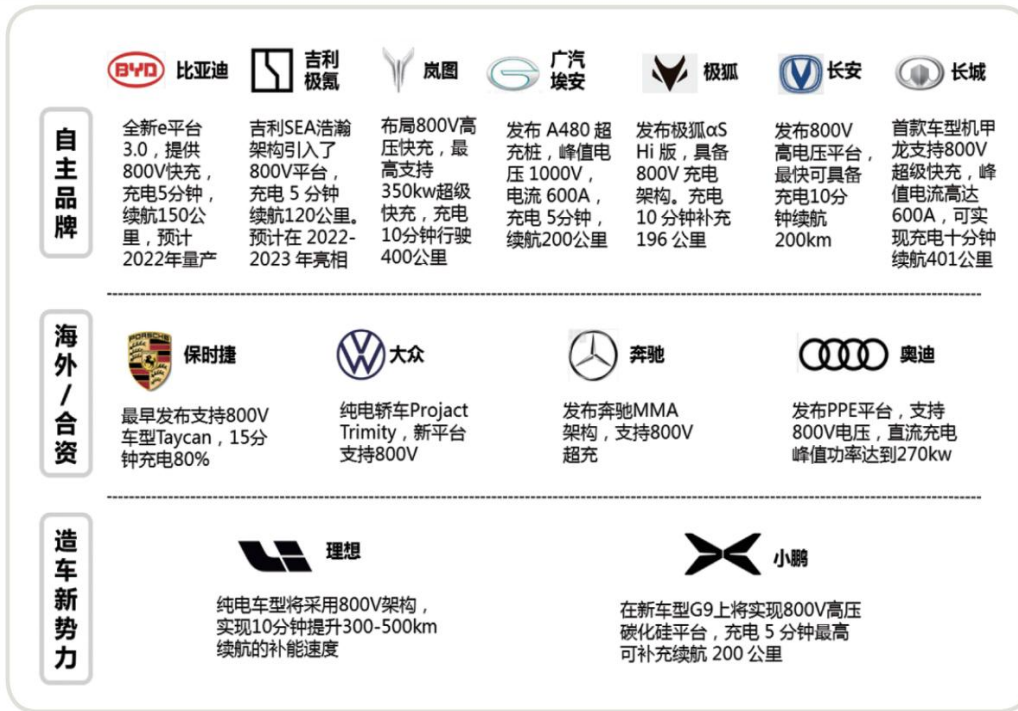 自主品牌
BYD 比亚迪
全新e平台
3.0，提供
800V快充，
充电5分钟，
续航150公
里，预计
2022年量产
吉利
极氪
吉利SEA浩瀚
架构引入了
800V平台，
充电 5 分钟
续航120公里。
预计在 2022-
2023 年亮相
岚图
布局800V高
压快充，最
高支持
350kw超级
快充，充电
10分钟行驶
400公里
广汽
埃安
发布 A480 超
充桩，峰值电
压 1000V，
电流 600A，
充电 5分钟，
续航200公里
极狐
发布极狐αS
Hi 版，具备
800V 充电
架构。充电
10 分钟补充
196 公里
长安
发布800V
高电压平台，
最快可具备
充电10分
钟续航
200km
长城
首款车型机甲
龙支持800V
超级快充，峰
值电流高达
600A，可实
现充电十分钟
续航401公里
海外/合资
PORSCHE
保时捷
最早发布支持800V
车型Taycan，15分
钟充电80%
大众
纯电轿车Projact
Trimity，新平台
支持800V
奔驰
发布奔驰MMA
架构，支持800V
超充
奥迪
发布PPE平台，支持
800V电压，直流充电
峰值功率达到270kw
造车新势力
理想
纯电车型将采用800V架构，
实现10分钟提升300-500km
续航的补能速度
小鹏
在新车型G9上将实现800V高压
碳化硅平台，充电 5 分钟最高
可补充续航 200 公里